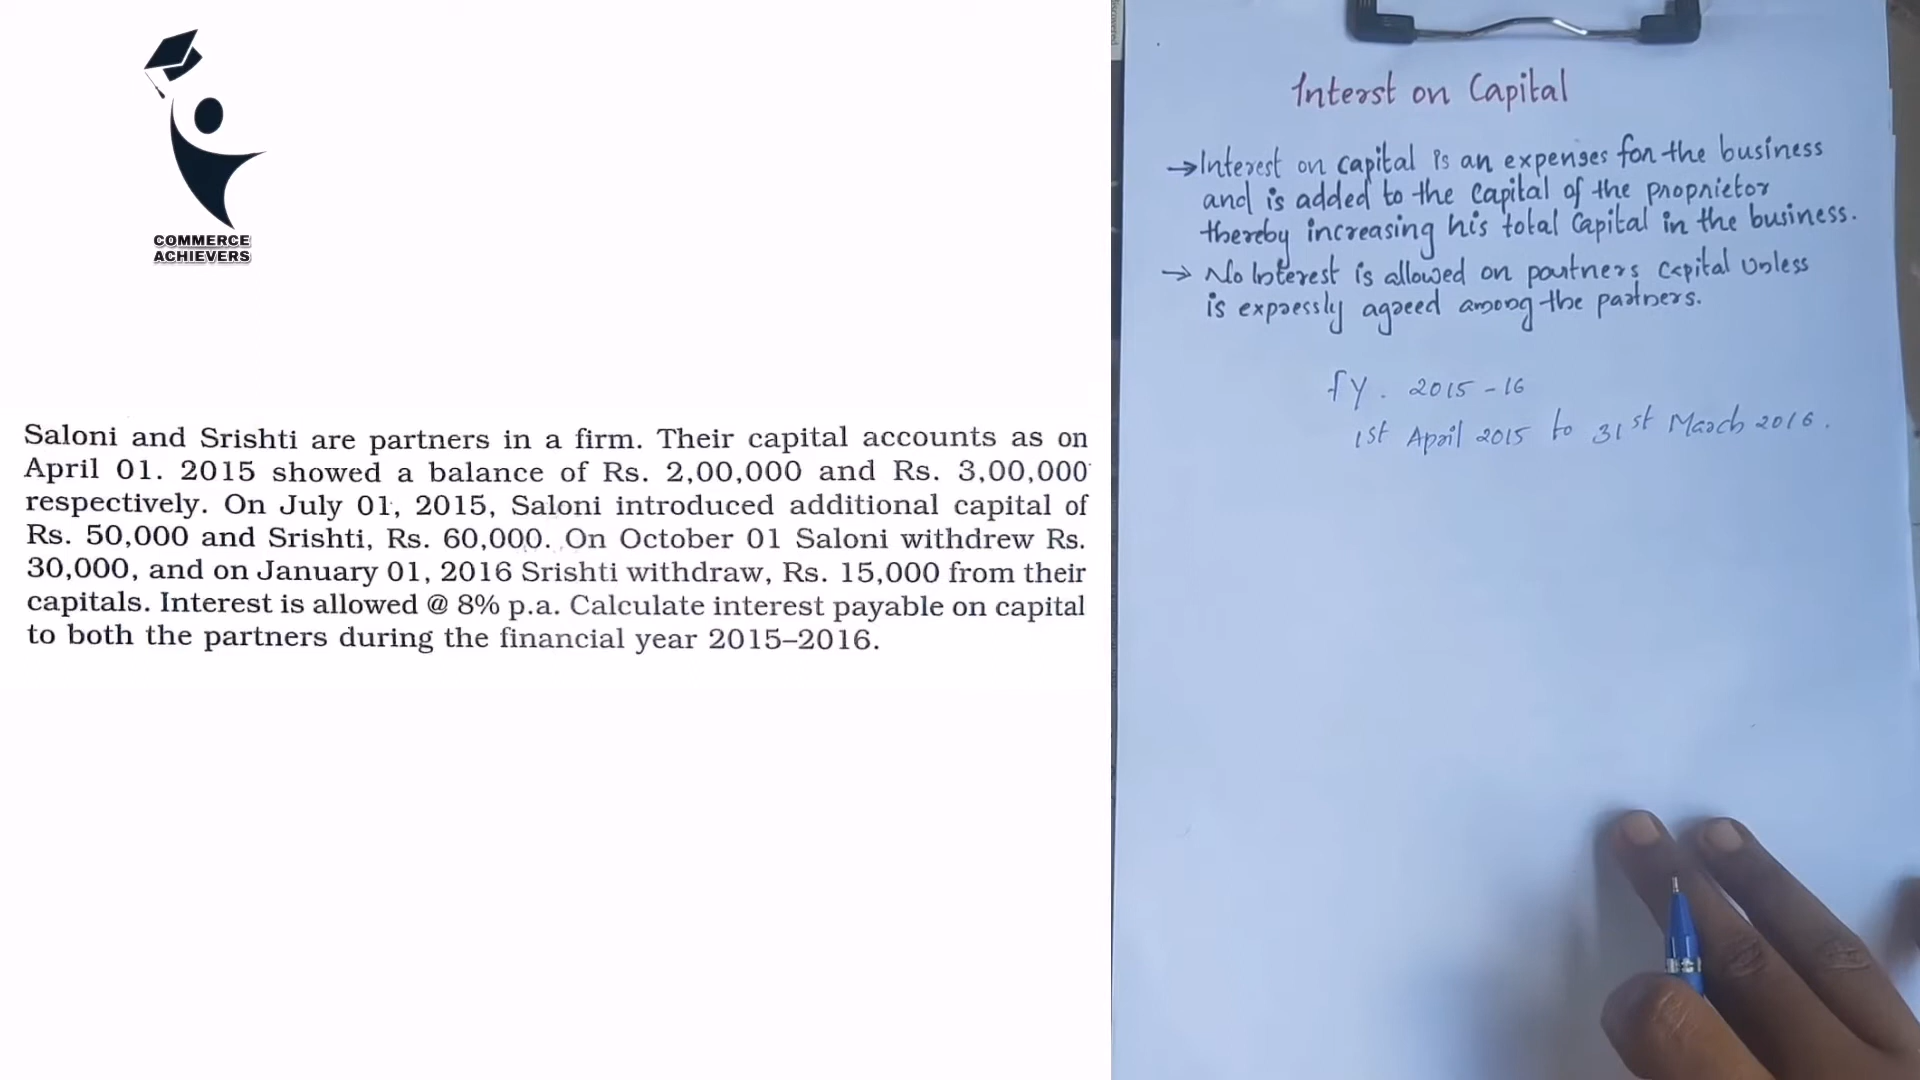 COMMERCE
ACHIEVERS
Saloni and Srishti are partners in a firm. Their capital accounts as on
April 01. 2015 showed a balance of Rs. 2,00,000 and Rs. 3,00,000
respectively. On July 01, 2015, Saloni introduced additional capital of
Rs. 50,000 and Srishti, Rs. 60,000. On October 01 Saloni withdrew Rs.
30,000, and on January 01, 2016 Srishti withdraw, Rs. 15,000 from their
capitals. Interest is allowed @ 8% p.a. Calculate interest payable on capital
to both the partners during the financial year 2015–2016.
Interst on Capital
→Interest on capital is an expenses for the business
and is added to the capital of the proprietor
thereby increasing his total Capital in the business.
→ No Interest is allowed on partners capital Unless
is expressly agreed among the partners.
fy. 2015-16
1st April 2015 to 31st March 2016.